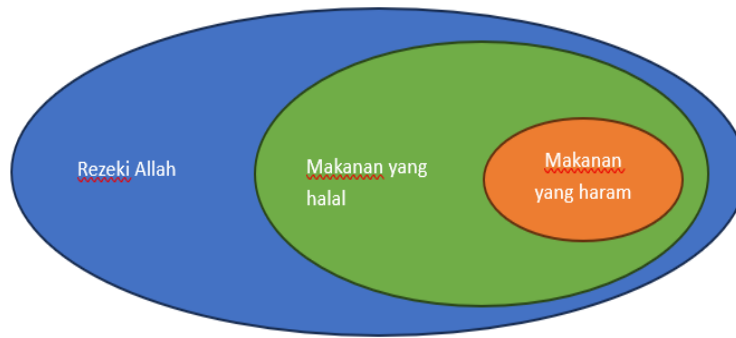 Rezeki Allah
Makanan yang
halal
Makanan
yang haram